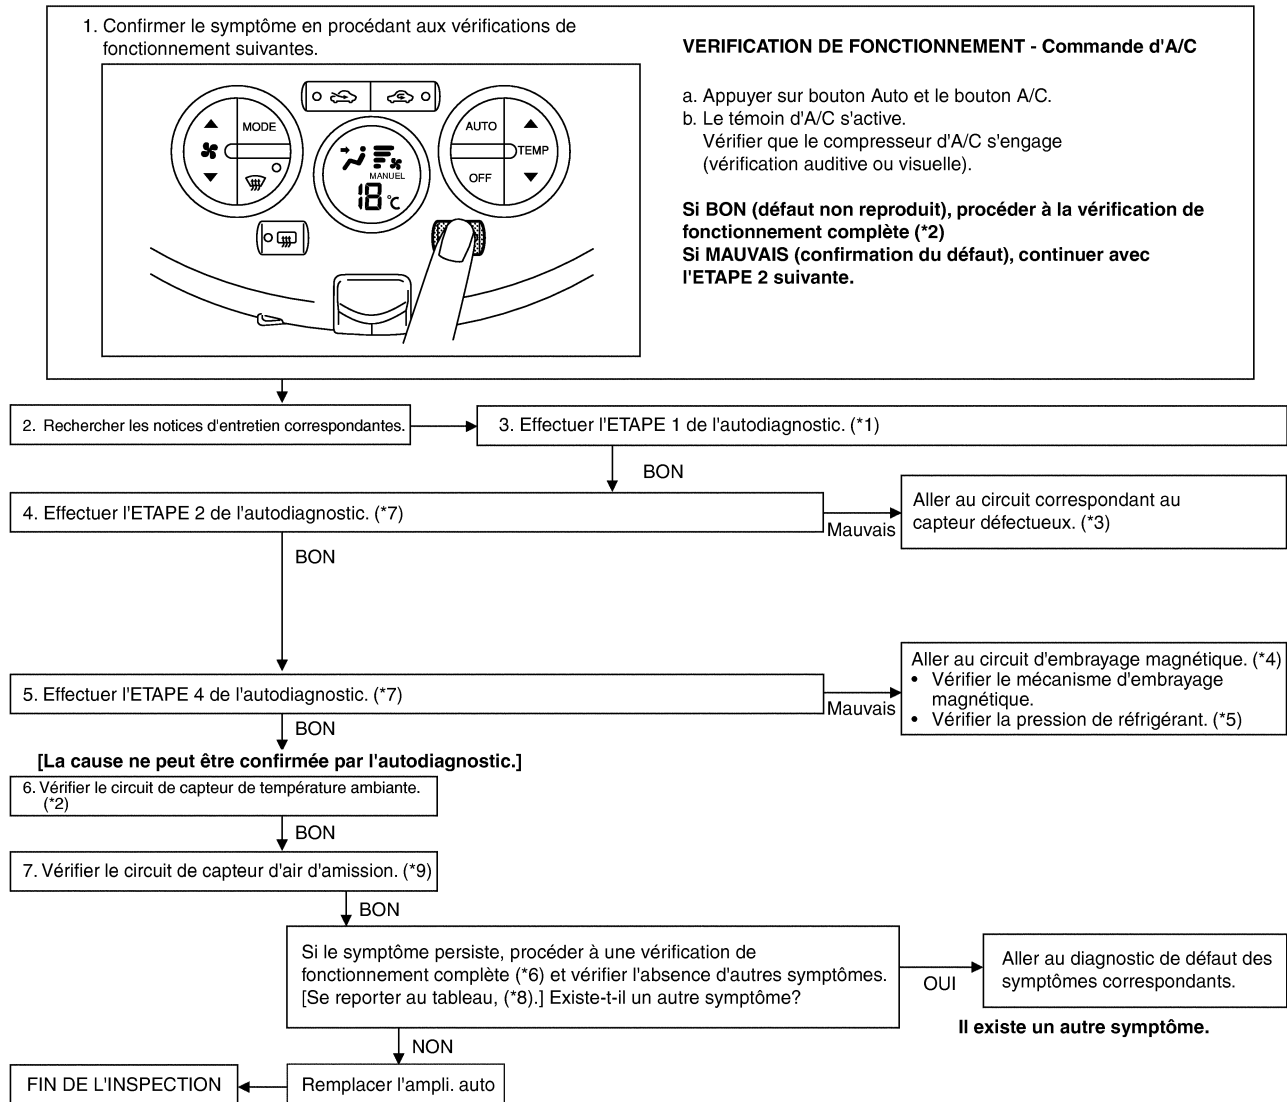 1. Confirmer le symptôme en procédant aux vérifications de
fonctionnement suivantes.
MODE
MANUEL
18°C
AUTO
OFF
TEMP
VERIFICATION DE FONCTIONNEMENT - Commande d'A/C
a. Appuyer sur bouton Auto et le bouton A/C.
b. Le témoin d'A/C s'active.
Vérifier que le compresseur d'A/C s'engage
(vérification auditive ou visuelle).
Si BON (défaut non reproduit), procéder à la vérification de
fonctionnement complète (*2)
Si MAUVAIS (confirmation du défaut), continuer avec
l'ETAPE 2 suivante.
2. Rechercher les notices d'entretien correspondantes.
3. Effectuer l'ETAPE 1 de l'autodiagnostic. (*1)
BON
4. Effectuer l'ETAPE 2 de l'autodiagnostic. (*7)
Mauvais
Aller au circuit correspondant au
capteur défectueux. (*3)
BON
5. Effectuer l'ETAPE 4 de l'autodiagnostic. (*7)
Mauvais
Aller au circuit d'embrayage magnétique. (*4)
• Vérifier le mécanisme d'embrayage
magnétique.
• Vérifier la pression de réfrigérant. (*5)
BON
[La cause ne peut être confirmée par l'autodiagnostic.]
6. Vérifier le circuit de capteur de température ambiante.
(*2)
BON
7. Vérifier le circuit de capteur d'air d'amission. (*9)
BON
Si le symptôme persiste, procéder à une vérification de
fonctionnement complète (*6) et vérifier l'absence d'autres symptômes.
[Se reporter au tableau, (*8).] Existe-t-il un autre symptôme?
OUI
Aller au diagnostic de défaut des
symptômes correspondants.
Il existe un autre symptôme.
NON
Remplacer l'ampli. auto
FIN DE L'INSPECTION